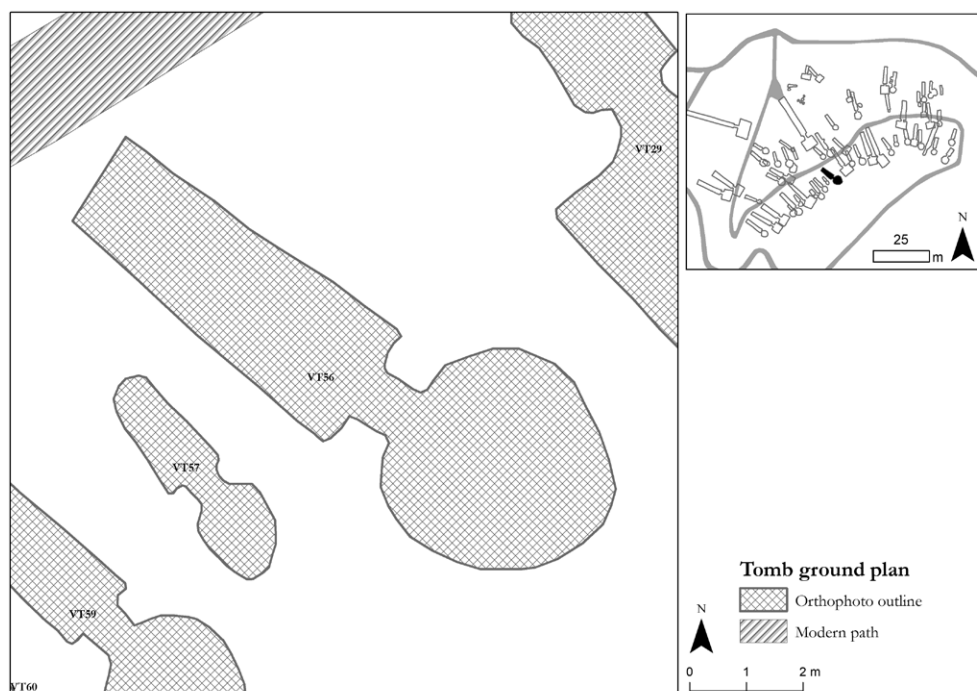 VT29
VT56
VT57
VT59
VT60
N
25
m
Tomb ground plan
Orthophoto outline
Modern path
N
0 1 2 m